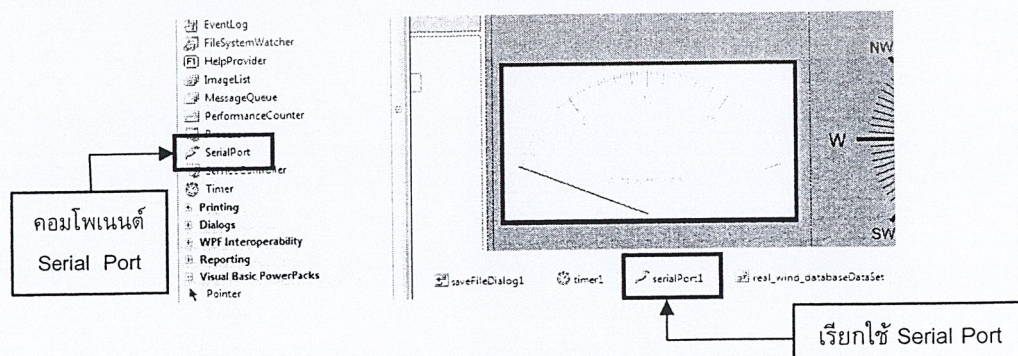 EventLog
FileSystemWatcher
HelpProvider
ImageList
MessageQueue
PerformanceCounter
SerialPort
ServiceController
Timer
Printing
Dialogs
WPF Interoperability
Reporting
Visual Basic PowerPacks
Pointer
คอมโพเนนต์
Serial Port
NW
W
SW
saveFileDialog1
timer1
serialPort1
real_wind_databaseDataSet
เรียกใช้ Serial Port